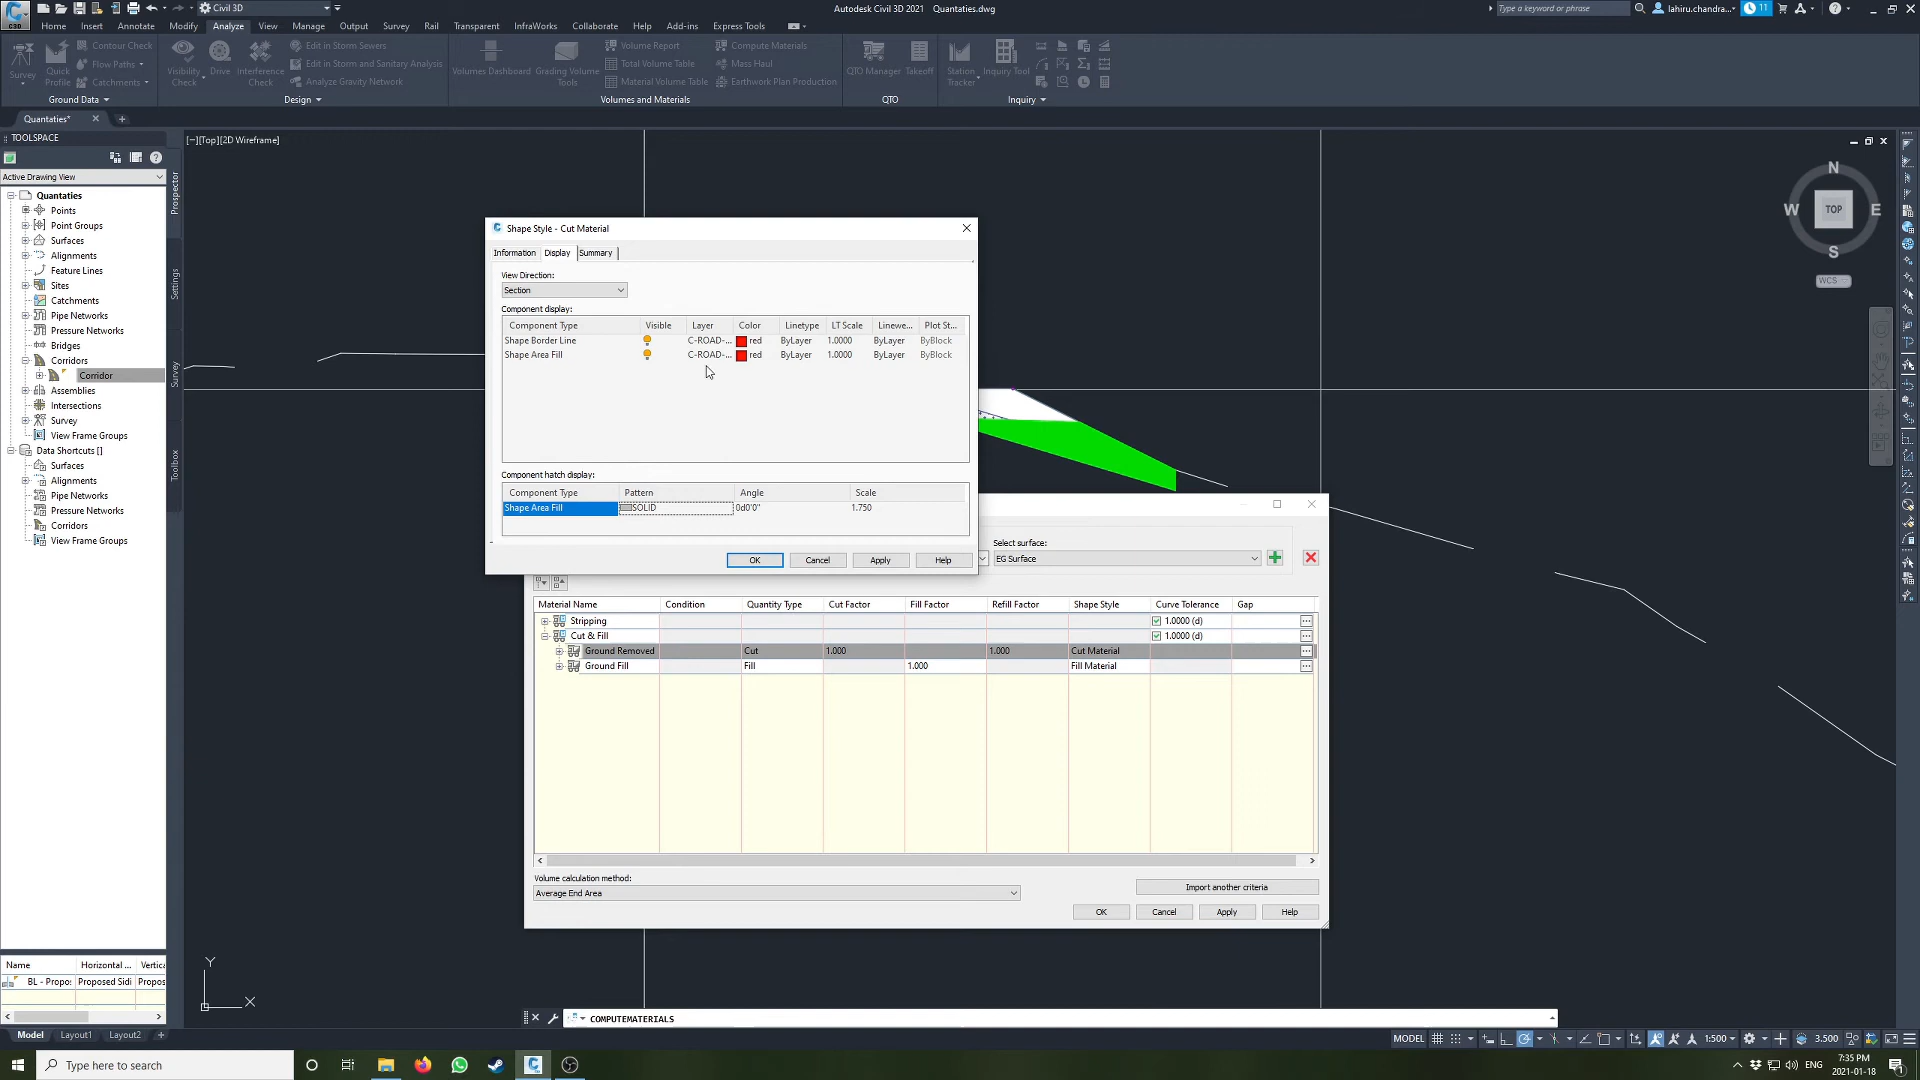 C3D
Civil 3D
Autodesk Civil 3D 2021 Quantaties.dwg
Type a keyword or phrase
lahiru.chandra...
11
Home Insert Annotate Modify Analyze View Manage Output Survey Rail Transparent InfraWorks Collaborate Help Add-ins Express Tools
Survey
Quick
Profile
Contour Check
Flow Paths
Catchments
Ground Data
Visibility
Check
Drive
Interference
Check
Edit in Storm Sewers
Edit in Storm and Sanitary Analysis
Analyze Gravity Network
Design
Volumes Dashboard
Grading Volume
Tools
Volume Report
Total Volume Table
Material Volume Table
Compute Materials
Mass Haul
Earthwork Plan Production
Volumes and Materials
QTO Manager
Takeoff
QTO
Station
Tracker
Inquiry Tool
Inquiry
Quantaties*
TOOLSPACE
Active Drawing View
Quantaties
Points
Point Groups
Surfaces
Alignments
Feature Lines
Sites
Catchments
Pipe Networks
Pressure Networks
Bridges
Corridors
Corridor
Assemblies
Intersections
Survey
View Frame Groups
Data Shortcuts []
Surfaces
Alignments
Pipe Networks
Pressure Networks
Corridors
View Frame Groups
Prospector
Settings
Survey
Toolbox
Name Horizontal ... Vertica
BL - Propo: Proposed Sidi Propos
[−][Top][2D Wireframe]
N
W
TOP
E
S
WCS
Shape Style - Cut Material
Information Display Summary
View Direction:
Section
Component display:
Component Type Visible Layer Color Linetype LT Scale Linewe... Plot St...
Shape Border Line C-ROAD-... red ByLayer 1.0000 ByLayer ByBlock
Shape Area Fill C-ROAD-... red ByLayer 1.0000 ByLayer ByBlock
Component hatch display:
Component Type Pattern Angle Scale
Shape Area Fill SOLID 0d0'0" 1.750
OK Cancel Apply Help
Select surface:
EG Surface
Material Name Condition Quantity Type Cut Factor Fill Factor Refill Factor Shape Style Curve Tolerance Gap
Stripping 1.0000 (d)
Cut & Fill 1.0000 (d)
Ground Removed Cut 1.000 1.000 Cut Material
Ground Fill Fill 1.000 Fill Material
Volume calculation method:
Average End Area
Import another criteria
OK Cancel Apply Help
Y
X
COMPUTEMATERIALS
Model Layout1 Layout2
MODEL
1:500
3.500
Type here to search
ENG
7:35 PM
2021-01-18